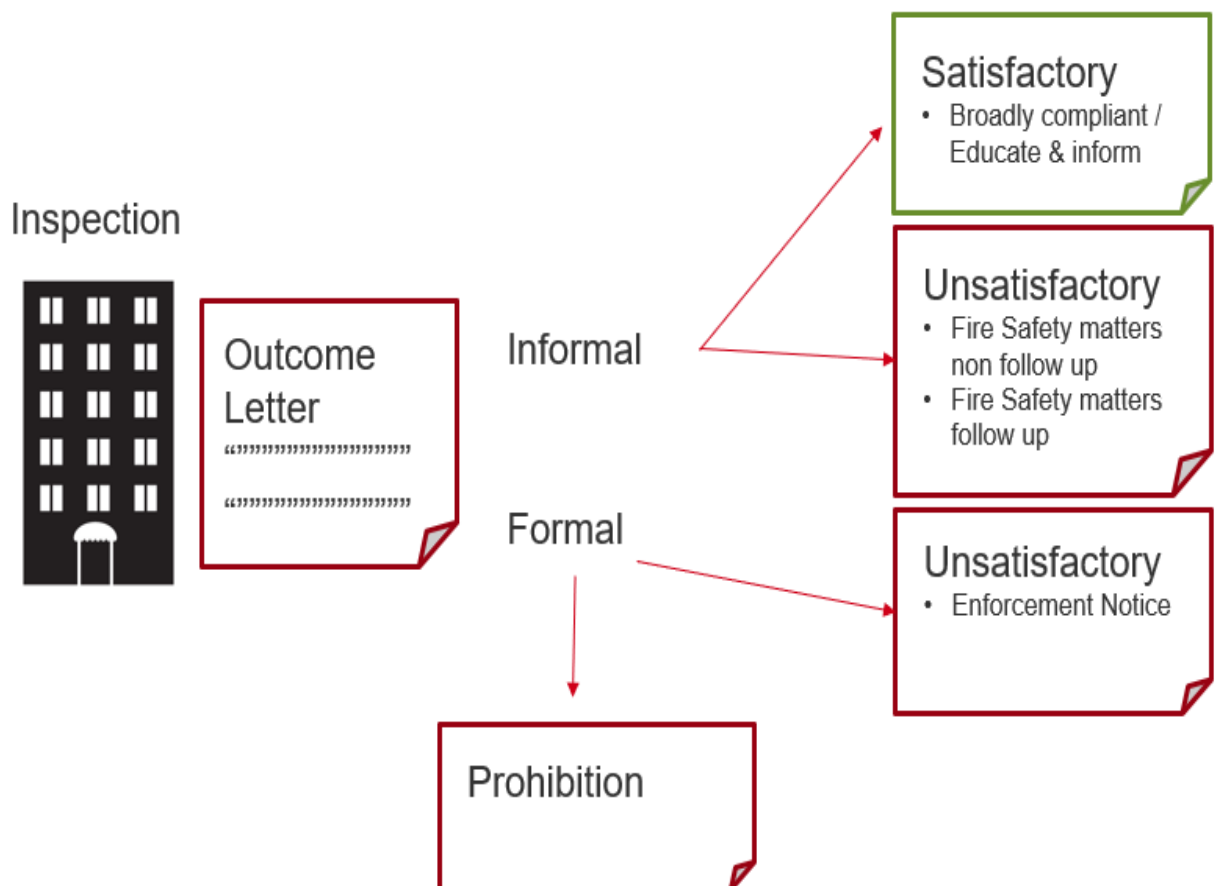 Inspection
Outcome
Letter
“”””””””””””””””
“”””””””””””””””
Informal
Formal
Satisfactory
• Broadly compliant /
Educate & inform
Unsatisfactory
• Fire Safety matters
non follow up
• Fire Safety matters
follow up
Unsatisfactory
• Enforcement Notice
Prohibition